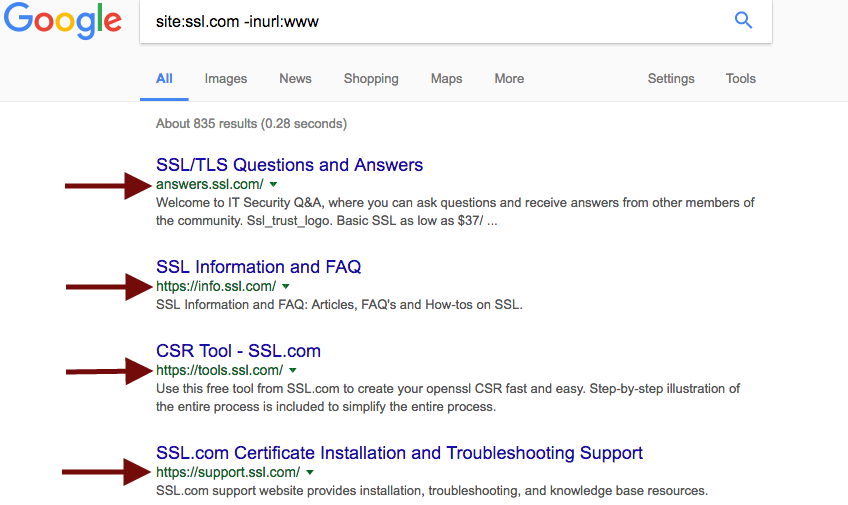 Google
site:ssl.com -inurl:www
All Images News Shopping Maps More Settings Tools
About 835 results (0.28 seconds)
SSL/TLS Questions and Answers
answers.ssl.com/
Welcome to IT Security Q&A, where you can ask questions and receive answers from other members of
the community. Ssl_trust_logo. Basic SSL as low as $37/ ...
SSL Information and FAQ
https://info.ssl.com/
SSL Information and FAQ: Articles, FAQ's and How-tos on SSL.
CSR Tool - SSL.com
https://tools.ssl.com/
Use this free tool from SSL.com to create your openssl CSR fast and easy. Step-by-step illustration of
the entire process is included to simplify the entire process.
SSL.com Certificate Installation and Troubleshooting Support
https://support.ssl.com/
SSL.com support website provides installation, troubleshooting, and knowledge base resources.